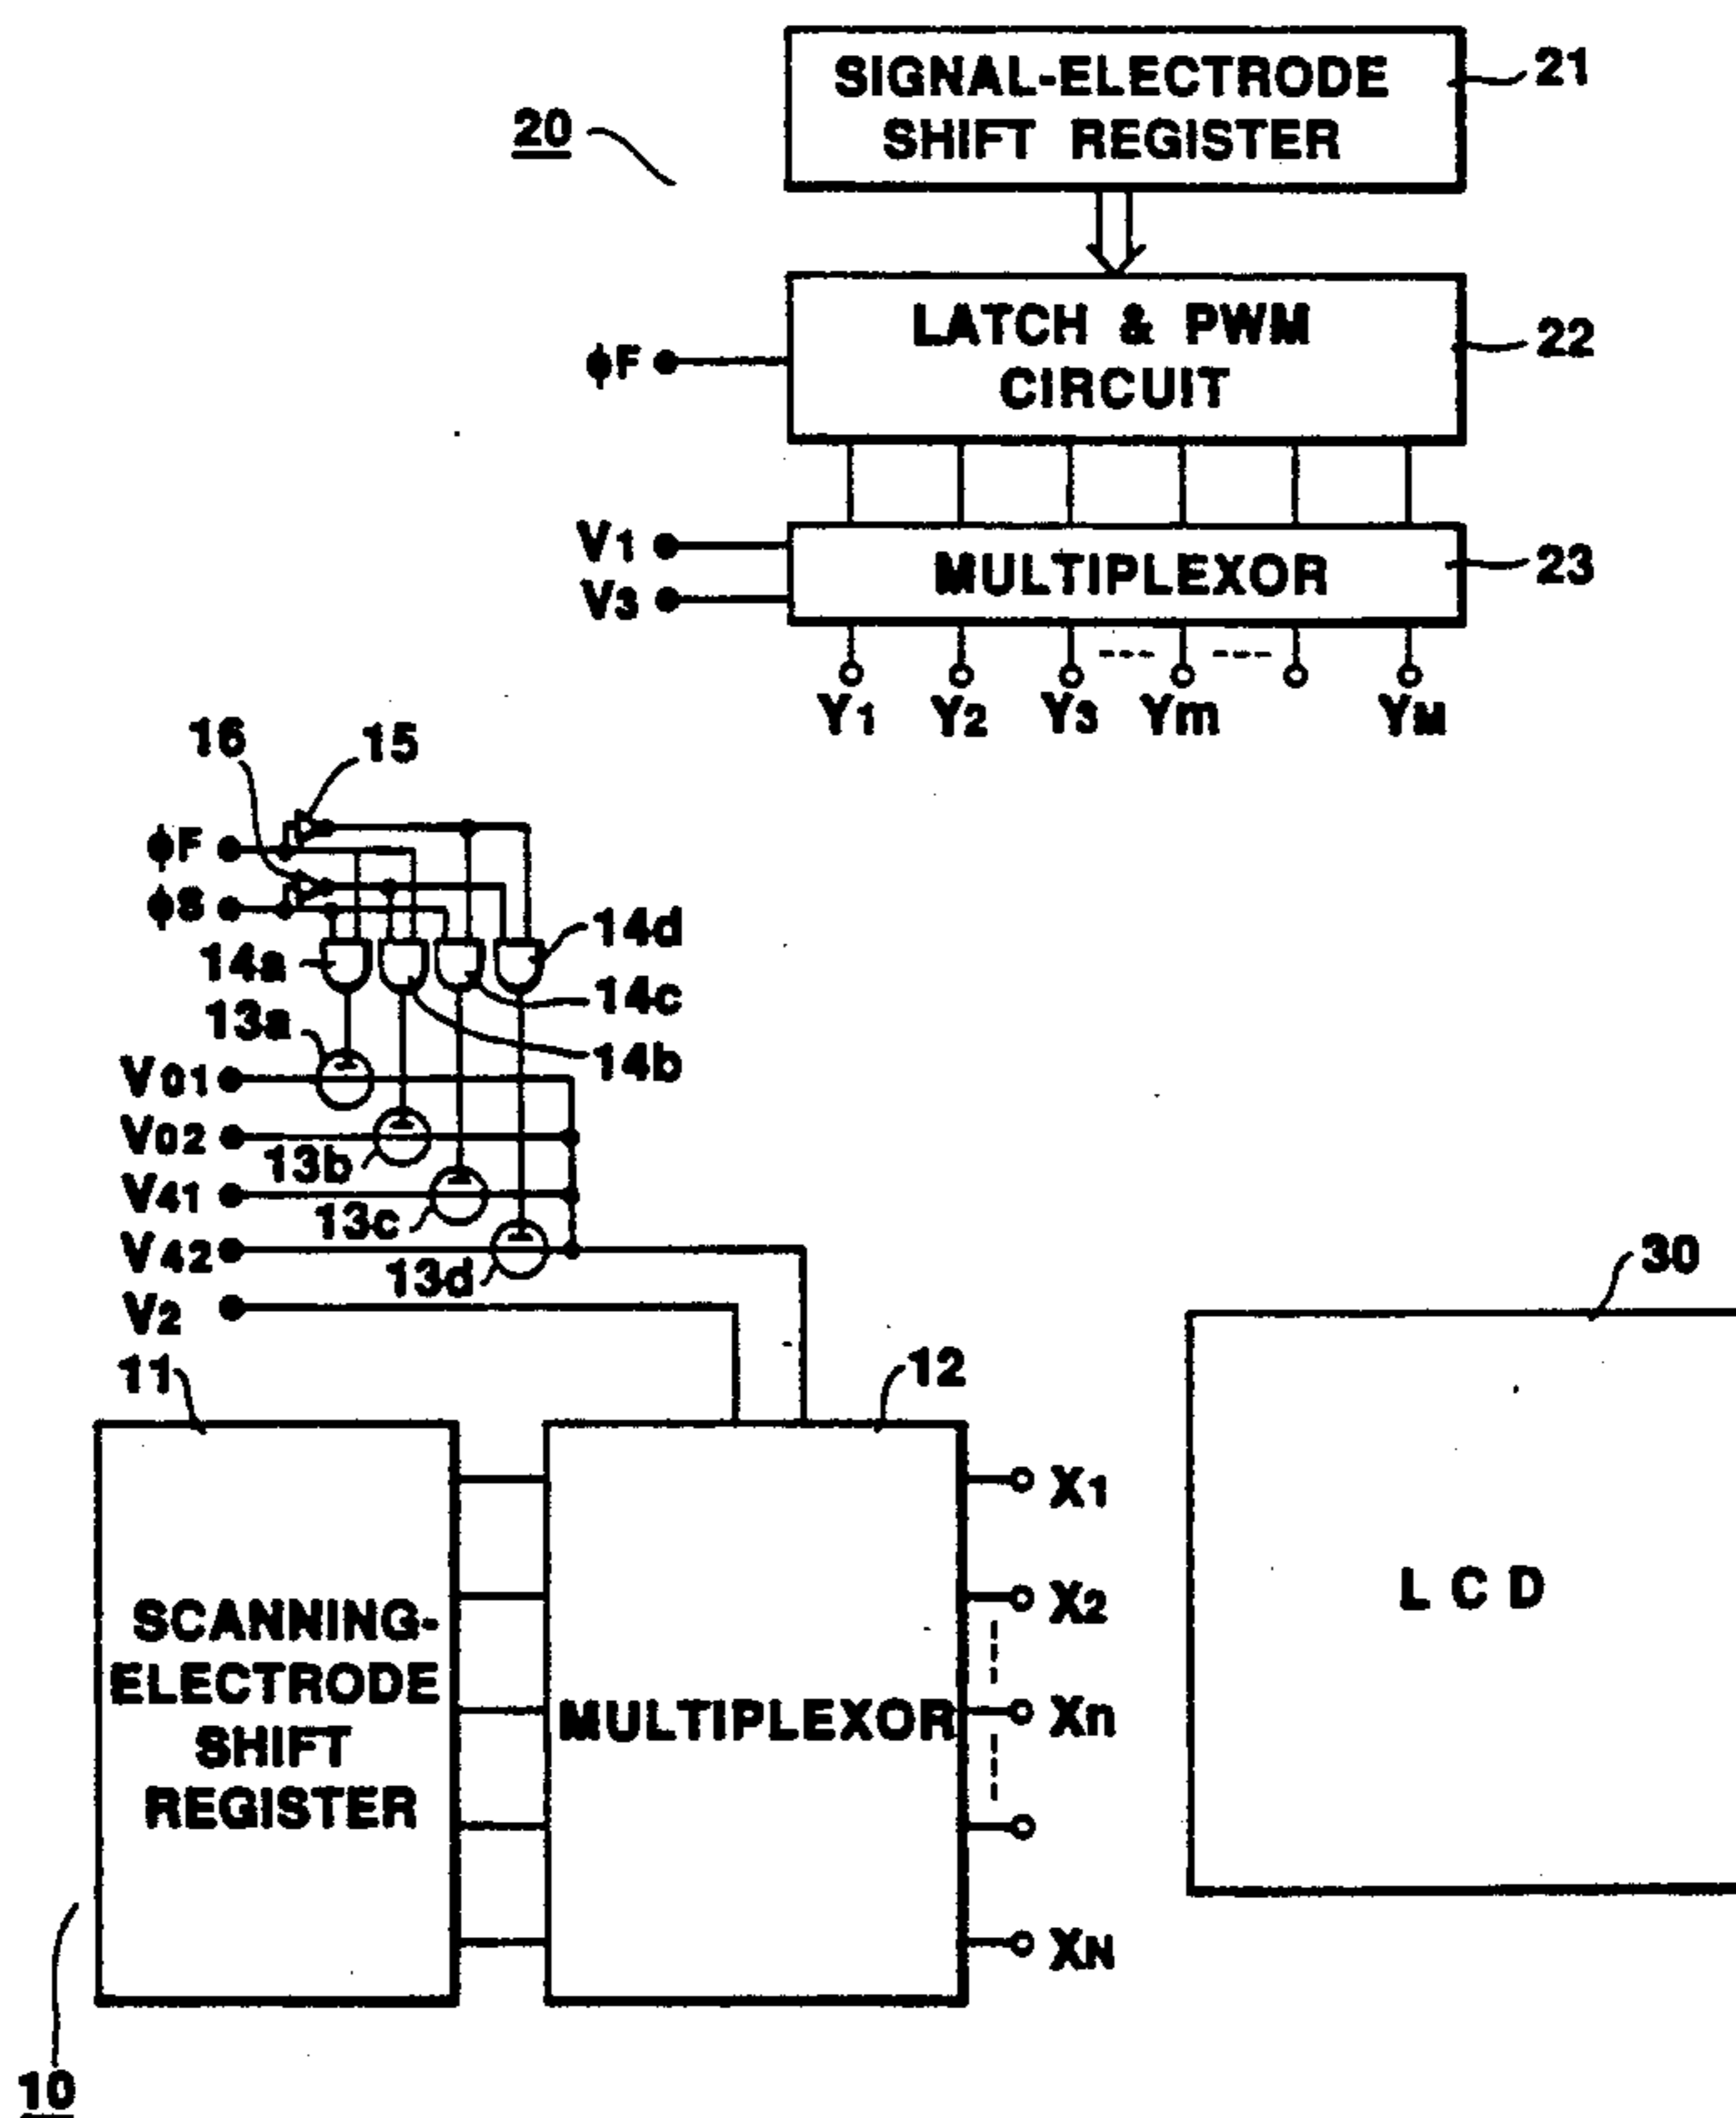 SIGNAL-ELECTRODE
SHIFT REGISTER
21
20
LATCH & PWM
CIRCUIT
22
ϕF
V1
V3
MULTIPLEXOR
23
Y1 Y2 Y3 Ym YM
16
15
ϕF
ϕS
14a
14d
14c
14b
13a
V01
V02
13b
V41
13c
V42
13d
V2
30
11
12
X1
X2
Xn
XN
SCANNING-
ELECTRODE
SHIFT
REGISTER
MULTIPLEXOR
LCD
10